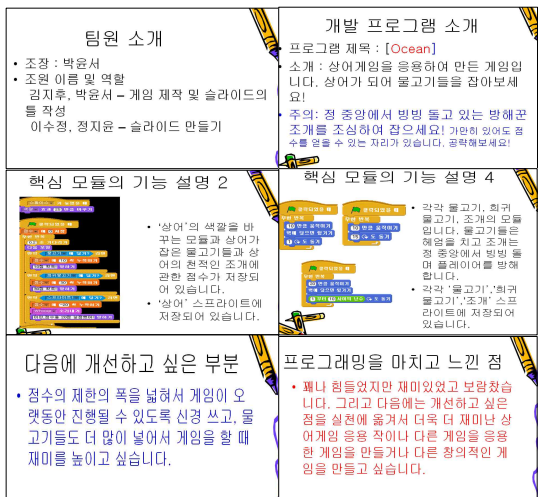 팀원 소개
• 조장 : 박윤서
• 조원 이름 및 역할
김지후, 박윤서 – 게임 제작 및 슬라이드의
틀 작성
이수정, 정지윤 – 슬라이드 만들기
개발 프로그램 소개
• 프로그램 제목 : [Ocean]
• 소개 : 상어게임을 응용하여 만든 게임입
니다. 상어가 되어 물고기들을 잡아보세
요!
• 주의: 정 중앙에서 빙빙 돌고 있는 방해꾼
조개를 조심하여 잡으세요! 가만히 있어도 점
수를 얻을 수 있는 자리가 있습니다. 공략해보세요!
핵심 모듈의 기능 설명 2
• '상어'의 색깔을 바
꾸는 모듈과 상어가
잡은 물고기들과 상
어의 천적인 조개에
관한 점수가 저장되
어 있습니다.
• '상어' 스프라이트에
저장되어 있습니다.
핵심 모듈의 기능 설명 4
• 각각 물고기, 희귀
물고기, 조개의 모듈
입니다. 물고기들은
헤엄을 치고 조개는
정 중앙에서 빙빙 돌
며 플레이어를 방해
합니다.
• 각각 '물고기','희귀
물고기','조개' 스프
라이트에 저장되어
있습니다.
다음에 개선하고 싶은 부분
• 점수의 제한의 폭을 넓혀서 게임이 오
랫동안 진행될 수 있도록 신경 쓰고, 물
고기들도 더 많이 넣어서 게임을 할 때
재미를 높이고 싶습니다.
프로그래밍을 마치고 느낀 점
• 꽤나 힘들었지만 재미있었고 보람찼습
니다. 그리고 다음에는 개선하고 싶은
점을 실천에 옮겨서 더욱 더 재미난 상
어게임 응용 작이나 다른 게임을 응용
한 게임을 만들거나 다른 창의적인 게
임을 만들고 싶습니다.